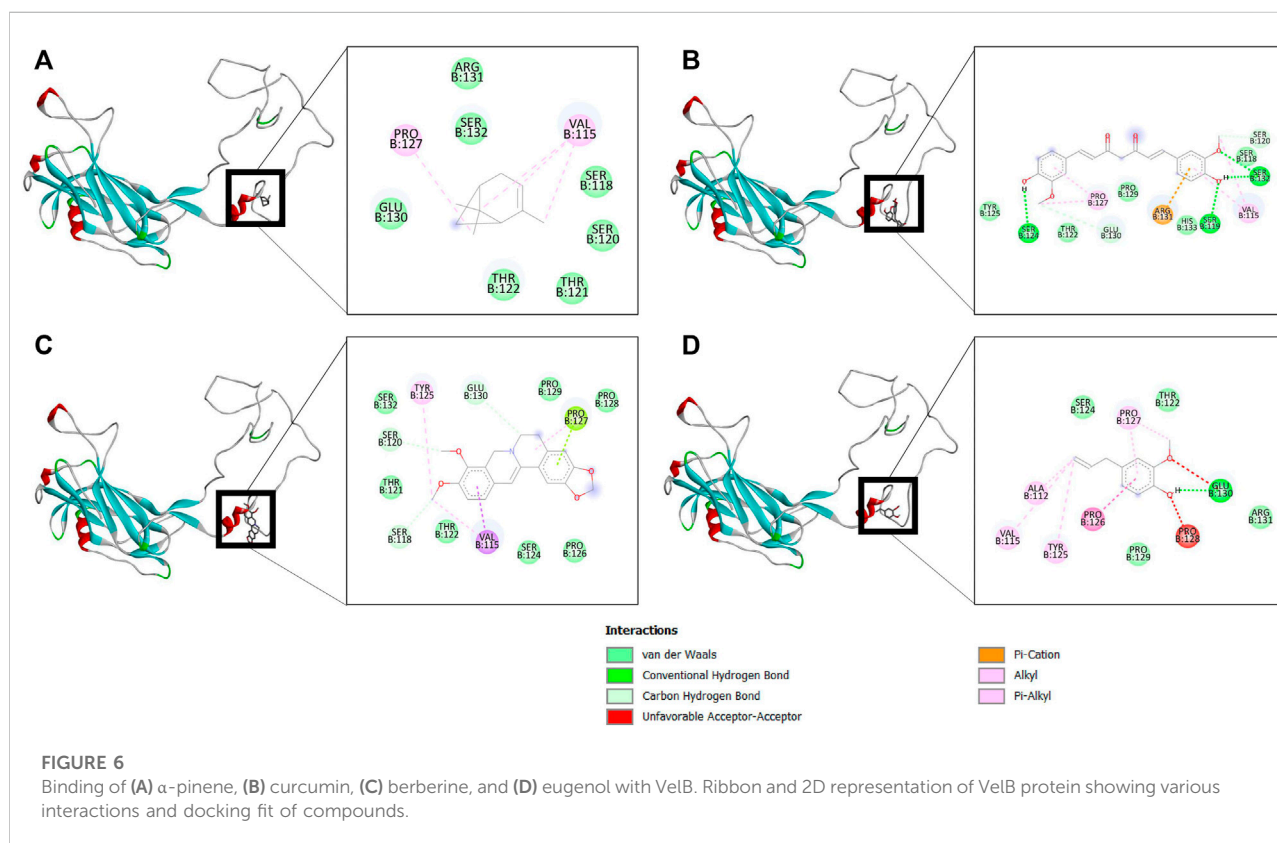 A
ARG
B:131
SER
B:132
PRO
B:127
VAL
B:115
SER
B:118
GLU
B:130
SER
B:120
THR
B:122
THR
B:121
B
SER
B:120
SER
B:118
SER
B:132
H
O
O
O
O
H
O
O
PRO
B:129
PRO
B:127
TYR
B:125
ARG
B:131
VAL
B:115
SER
B:124
THR
B:122
GLU
B:130
HIS
B:133
SER
B:119
C
TYR
B:125
GLU
B:130
PRO
B:129
SER
B:132
PRO
B:128
PRO
B:127
SER
B:120
O
N
O
O
O
THR
B:121
SER
B:118
THR
B:122
VAL
B:115
SER
B:124
PRO
B:126
D
SER
B:124
PRO
B:127
THR
B:122
O
O
H
GLU
B:130
ALA
B:112
PRO
B:126
ARG
B:131
VAL
B:115
TYR
B:125
PRO
B:128
PRO
B:129
Interactions
van der Waals
Conventional Hydrogen Bond
Carbon Hydrogen Bond
Unfavorable Acceptor-Acceptor
Pi-Cation
Alkyl
Pi-Alkyl
FIGURE 6
Binding of (A) α-pinene, (B) curcumin, (C) berberine, and (D) eugenol with VelB. Ribbon and 2D representation of VelB protein showing various
interactions and docking fit of compounds.